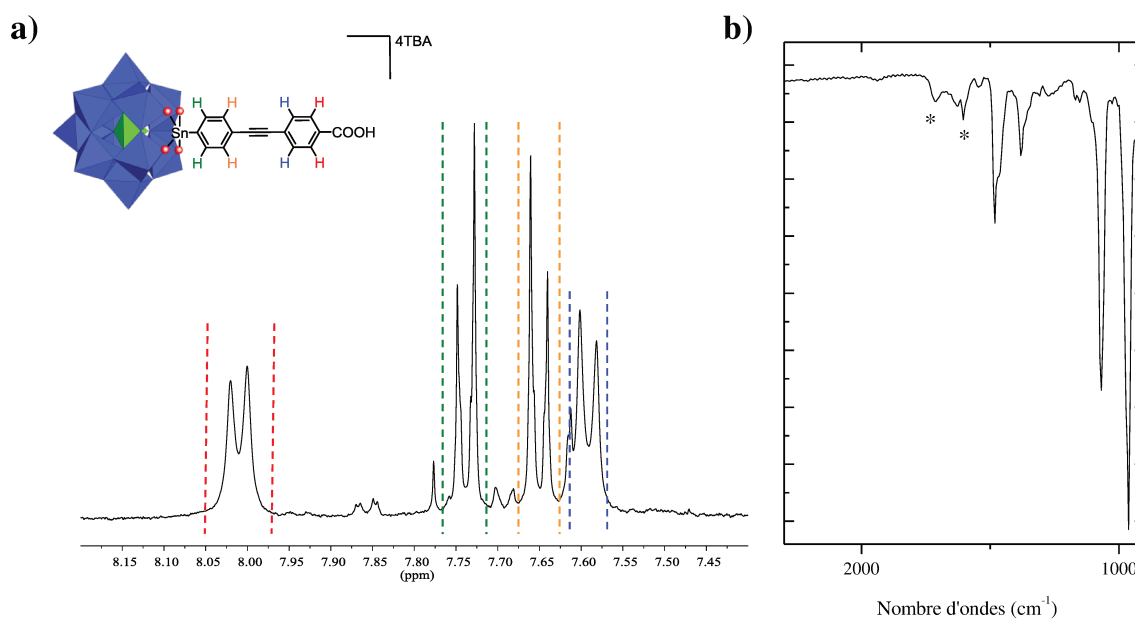 a)
4TBA
H H H H
Sn
COOH
H H H H
8.15 8.10 8.05 8.00 7.95 7.90 7.85 7.80 7.75 7.70 7.65 7.60 7.55 7.50 7.45
(ppm)
b)
*
*
2000 1000
Nombre d'ondes (cm-1)